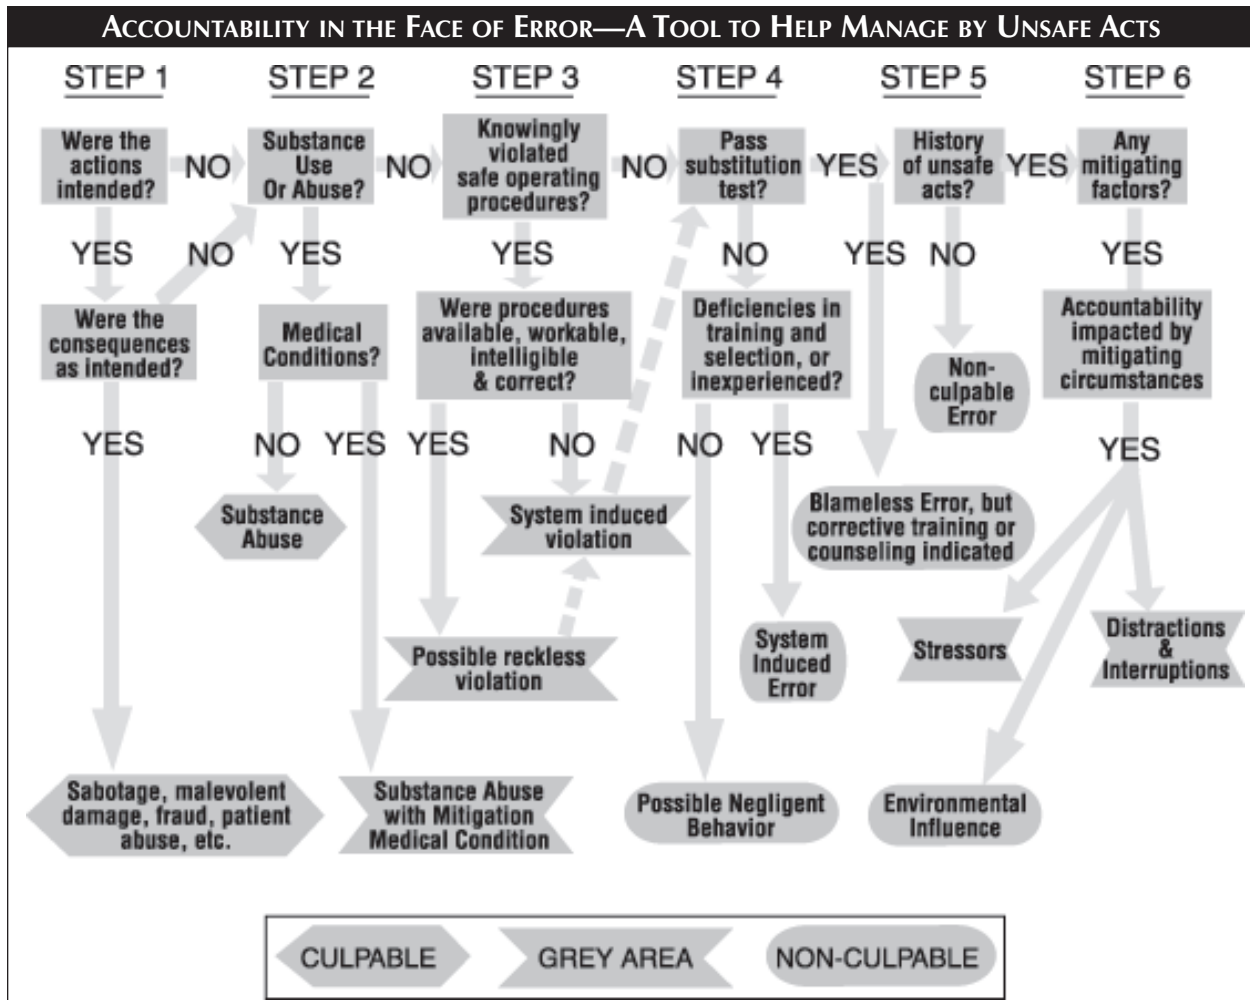 ACCOUNTABILITY IN THE FACE OF ERROR—A TOOL TO HELP MANAGE BY UNSAFE ACTS
STEP 1
STEP 2
STEP 3
STEP 4
STEP 5
STEP 6
Were the
actions
intended?
NO
Substance
Use
Or Abuse?
NO
Knowingly
violated
safe operating
procedures?
NO
Pass
substitution
test?
YES
History
of unsafe
acts?
YES
Any
mitigating
factors?
YES
NO
YES
YES
NO
YES
NO
YES
Were the
consequences
as intended?
Medical
Conditions?
Were procedures
available, workable,
intelligible
& correct?
Deficiencies in
training and
selection, or
inexperienced?
Non-
culpable
Error
Accountability
impacted by
mitigating
circumstances
YES
NO
YES
YES
NO
NO
YES
YES
Substance
Abuse
System induced
violation
Blameless Error, but
corrective training or
counseling indicated
Possible reckless
violation
System
Induced
Error
Stressors
Distractions
&
Interruptions
Sabotage, malevolent
damage, fraud, patient
abuse, etc.
Substance Abuse
with Mitigation
Medical Condition
Possible Negligent
Behavior
Environmental
Influence
CULPABLE
GREY AREA
NON-CULPABLE